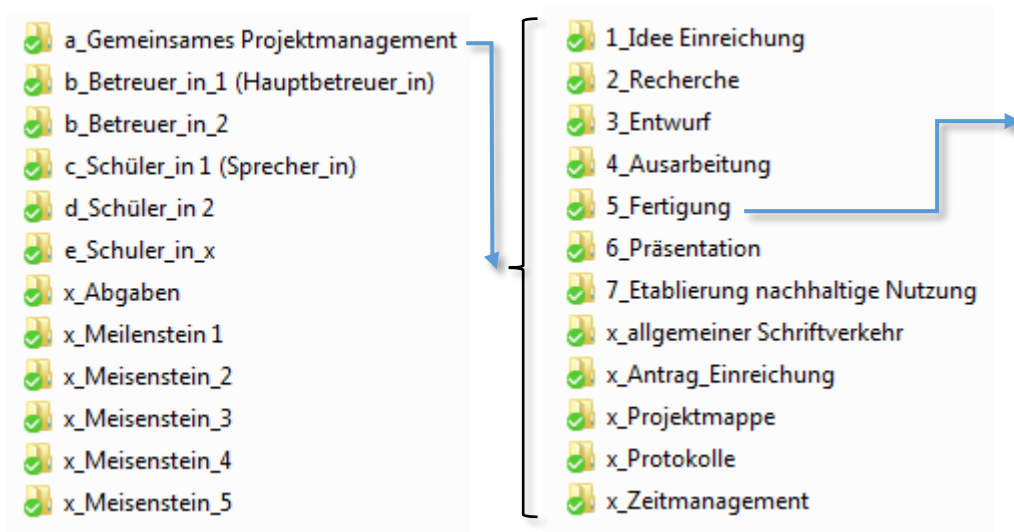 a_Gemeinsames Projektmanagement
b_Betreuer_in_1 (Hauptbetreuer_in)
b_Betreuer_in_2
c_Schüler_in 1 (Sprecher_in)
d_Schüler_in 2
e_Schuler_in_x
x_Abgaben
x_Meilenstein 1
x_Meisenstein_2
x_Meisenstein_3
x_Meisenstein_4
x_Meisenstein_5
1_Idee Einreichung
2_Recherche
3_Entwurf
4_Ausarbeitung
5_Fertigung
6_Präsentation
7_Etablierung nachhaltige Nutzung
x_allgemeiner Schriftverkehr
x_Antrag_Einreichung
x_Projektmappe
x_Protokolle
x_Zeitmanagement